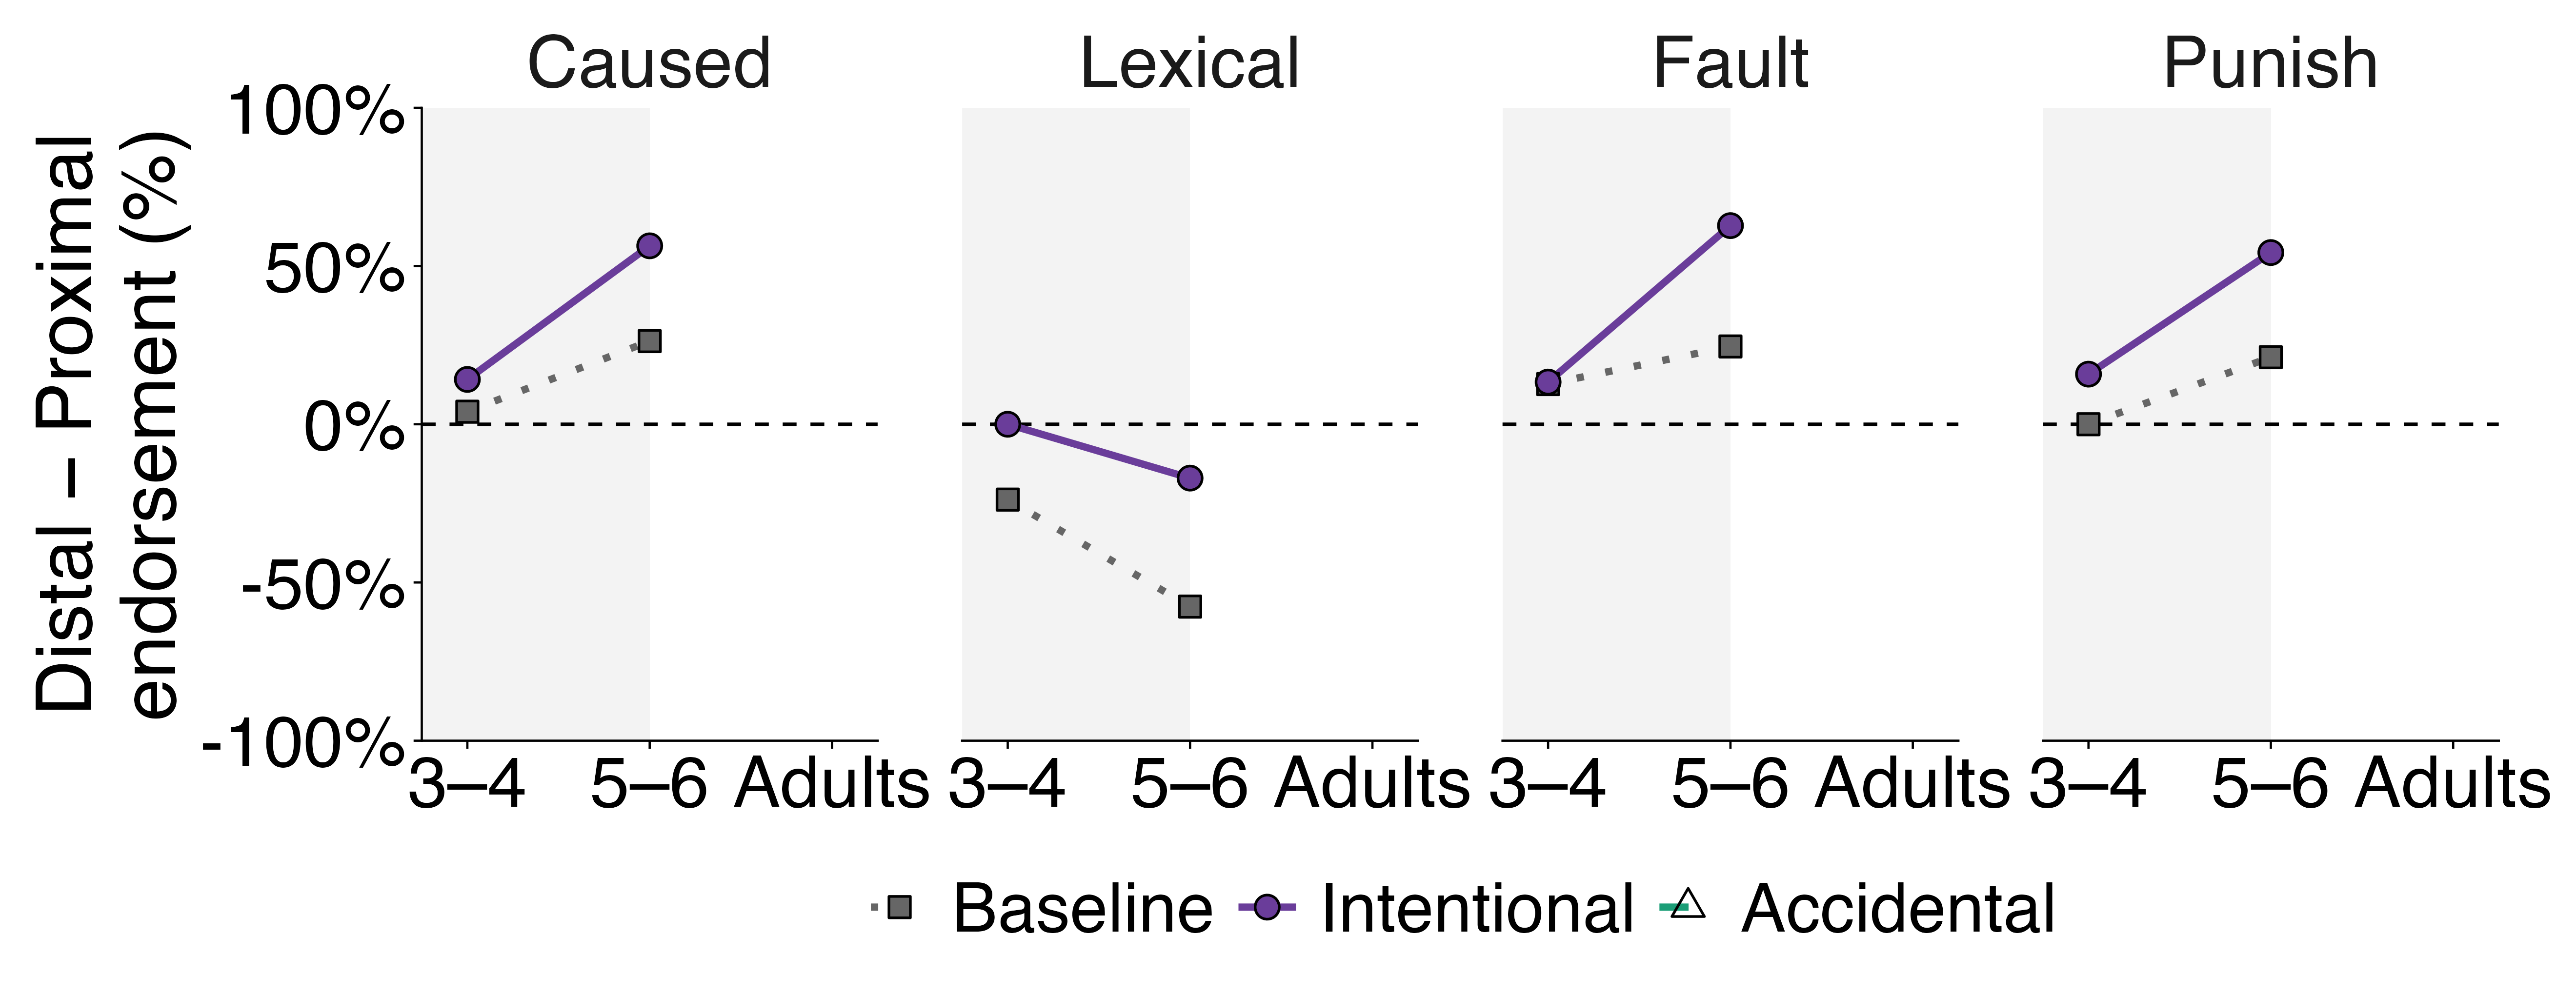 Caused Lexical Fault Punish
Distal – Proximal
endorsement (%)
100%
50%
0%
-50%
-100%
3–4 5–6 Adults 3–4 5–6 Adults 3–4 5–6 Adults 3–4 5–6 Adults
Baseline Intentional Accidental